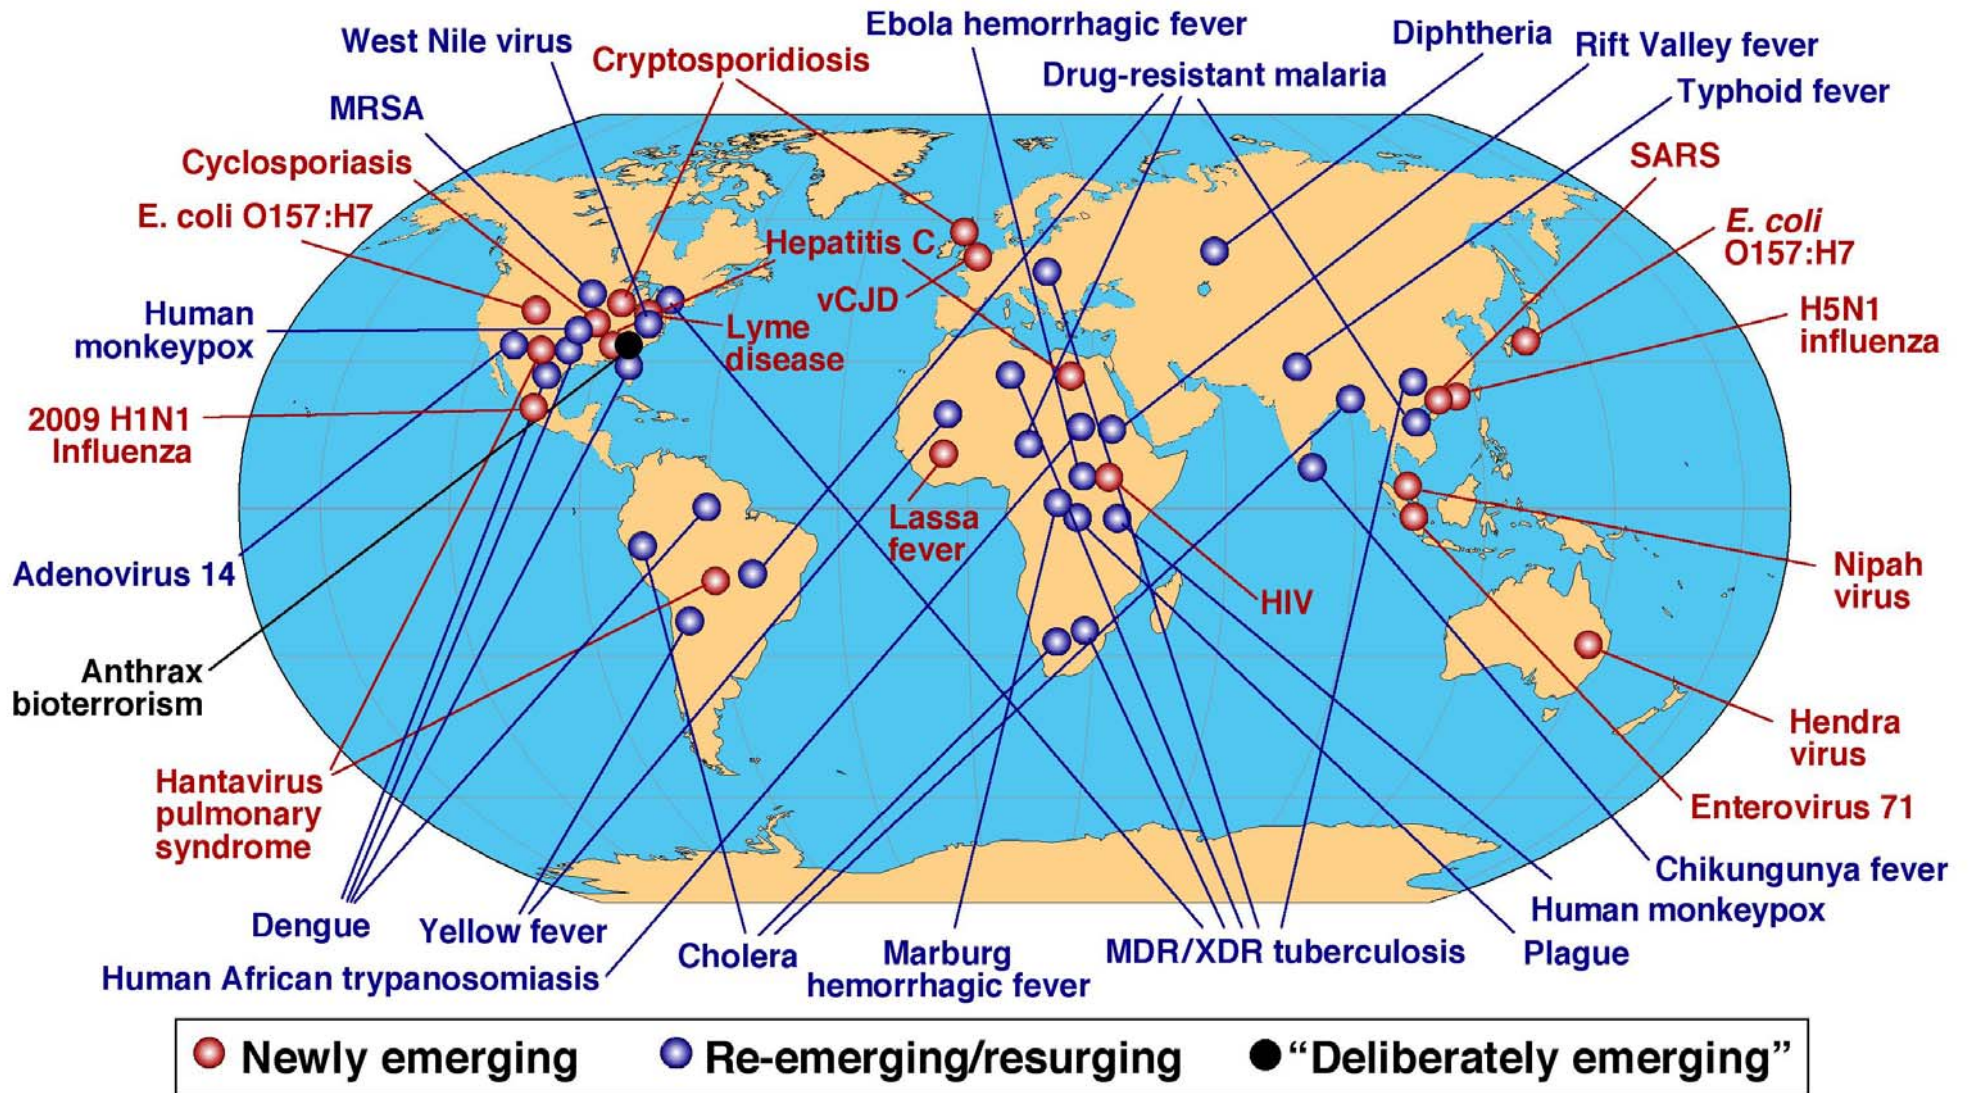 Ebola hemorrhagic fever
West Nile virus
Cryptosporidiosis
Drug-resistant malaria
Diphtheria
Rift Valley fever
Typhoid fever
MRSA
Cyclosporiasis
SARS
E. coli O157:H7
E. coli
O157:H7
Hepatitis C
vCJD
Human
monkeypox
Lyme
disease
H5N1
influenza
2009 H1N1
Influenza
Lassa
fever
Adenovirus 14
HIV
Nipah
virus
Anthrax
bioterrorism
Hendra
virus
Hantavirus
pulmonary
syndrome
Enterovirus 71
Chikungunya fever
Human monkeypox
Dengue
Yellow fever
Cholera
Marburg
hemorrhagic fever
MDR/XDR tuberculosis
Plague
Human African trypanosomiasis
Newly emerging
Re-emerging/resurging
“Deliberately emerging”